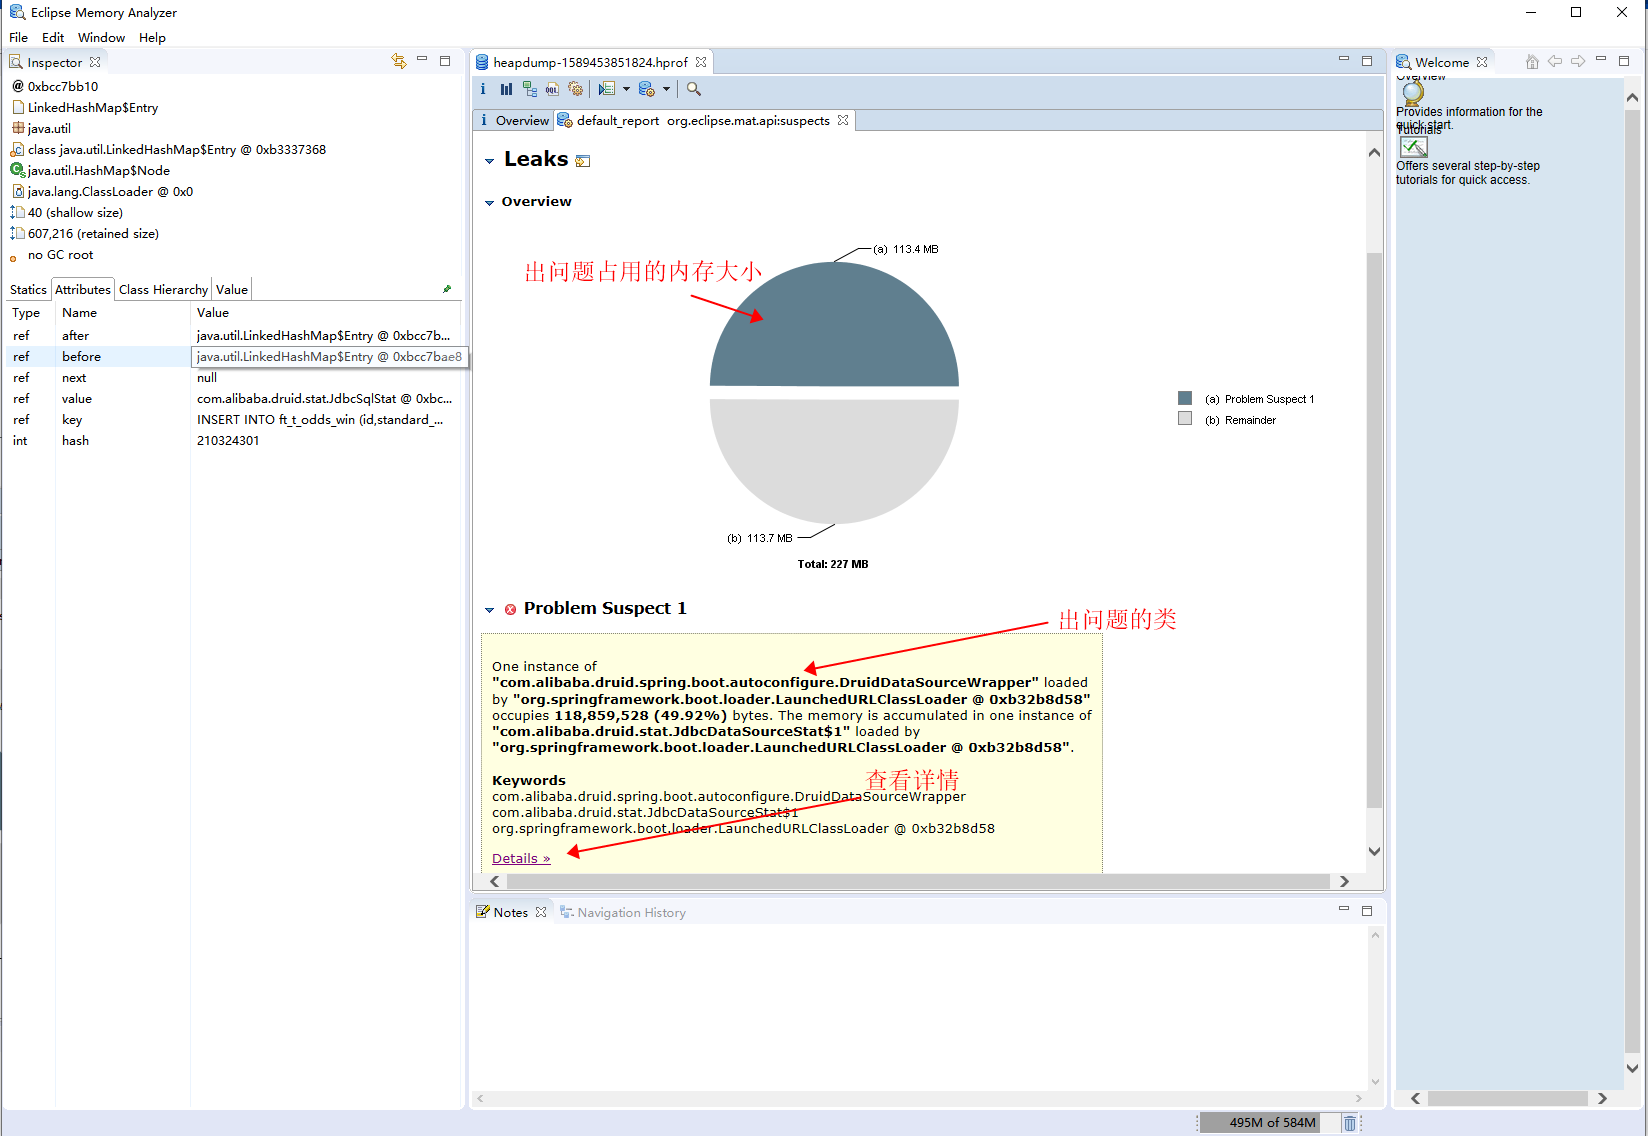 Eclipse Memory Analyzer
File Edit Window Help
Inspector
@ 0xbcc7bb10
LinkedHashMap$Entry
java.util
class java.util.LinkedHashMap$Entry @ 0xb3337368
java.util.HashMap$Node
java.lang.ClassLoader @ 0x0
40 (shallow size)
607,216 (retained size)
no GC root
Statics Attributes Class Hierarchy Value
Type Name Value
ref after java.util.LinkedHashMap$Entry @ 0xbcc7b...
ref before java.util.LinkedHashMap$Entry @ 0xbcc7bae8
ref next null
ref value com.alibaba.druid.stat.JdbcSqlStat @ 0xbc...
ref key INSERT INTO ft_t_odds_win (id,standard_...
int hash 210324301
heapdump-1589453851824.hprof
Overview default_report org.eclipse.mat.api:suspects
Leaks
Overview
(a) 113.4 MB
出问题占用的内存大小
(a) Problem Suspect 1
(b) Remainder
(b) 113.7 MB
Total: 227 MB
Problem Suspect 1
出问题的类
One instance of
"com.alibaba.druid.spring.boot.autoconfigure.DruidDataSourceWrapper" loaded
by "org.springframework.boot.loader.LaunchedURLClassLoader @ 0xb32b8d58"
occupies 118,859,528 (49.92%) bytes. The memory is accumulated in one instance of
"com.alibaba.druid.stat.JdbcDataSourceStat$1" loaded by
"org.springframework.boot.loader.LaunchedURLClassLoader @ 0xb32b8d58".
Keywords
查看详情
com.alibaba.druid.spring.boot.autoconfigure.DruidDataSourceWrapper
com.alibaba.druid.stat.JdbcDataSourceStat$1
org.springframework.boot.loader.LaunchedURLClassLoader @ 0xb32b8d58
Details »
Notes Navigation History
Welcome
Overview
Provides information for the
quick start.
Tutorials
Offers several step-by-step
tutorials for quick access.
495M of 584M